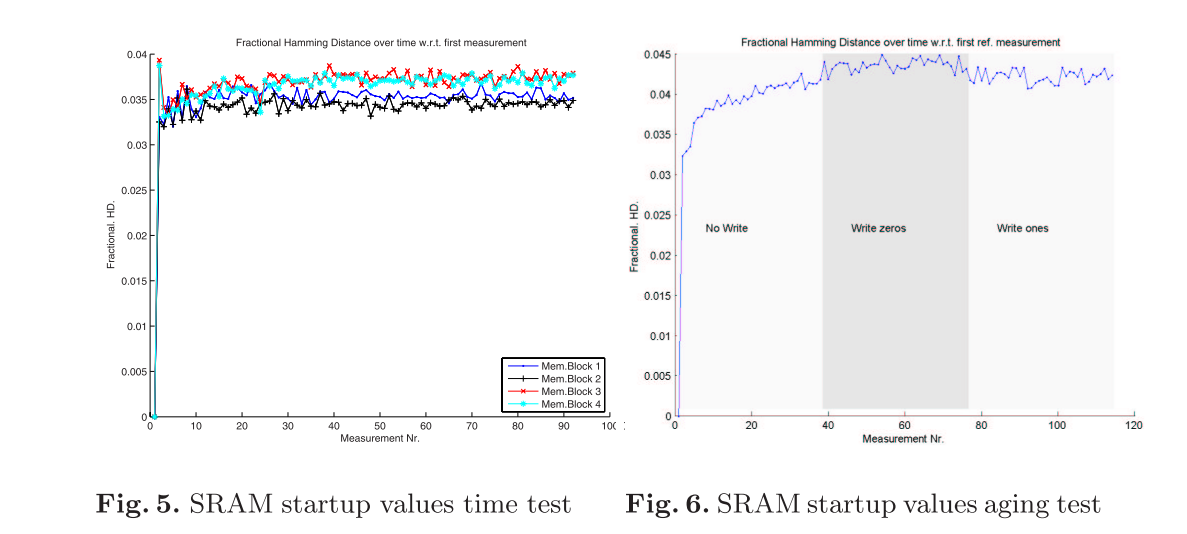 Fractional Hamming Distance over time w.r.t. first measurement
0.04
0.035
0.03
0.025
0.02
0.015
0.01
0.005
0
Fractional. HD.
0 10 20 30 40 50 60 70 80 90 100
Measurement Nr.
Mem.Block 1
Mem.Block 2
Mem.Block 3
Mem.Block 4
Fig. 5. SRAM startup values time test
Fractional Hamming Distance over time w.r.t. first ref. measurement
0.045
0.04
0.035
0.03
0.025
0.02
0.015
0.01
0.005
0
Fractional. HD.
No Write Write zeros Write ones
0 20 40 60 80 100 120
Measurement Nr.
Fig. 6. SRAM startup values aging test